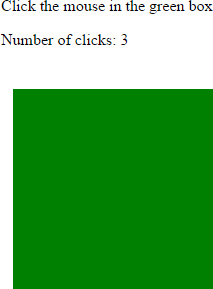 Click the mouse in the green box
Number of clicks: 3